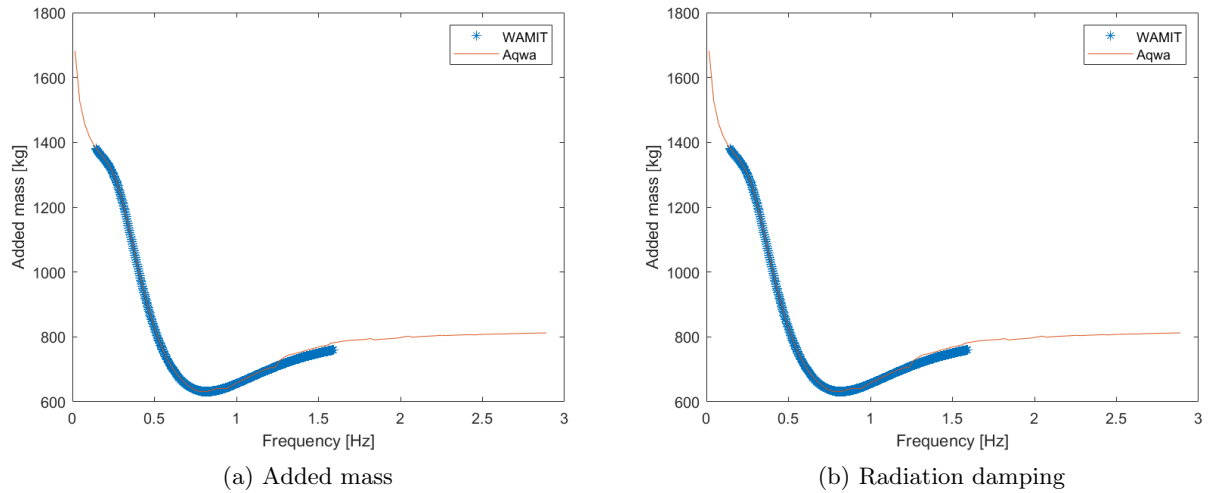 1800
1600
1400
1200
1000
800
600
Added mass [kg]
0 0.5 1 1.5 2 2.5 3
Frequency [Hz]
WAMIT
Aqwa
(a) Added mass
1800
1600
1400
1200
1000
800
600
Added mass [kg]
0 0.5 1 1.5 2 2.5 3
Frequency [Hz]
WAMIT
Aqwa
(b) Radiation damping